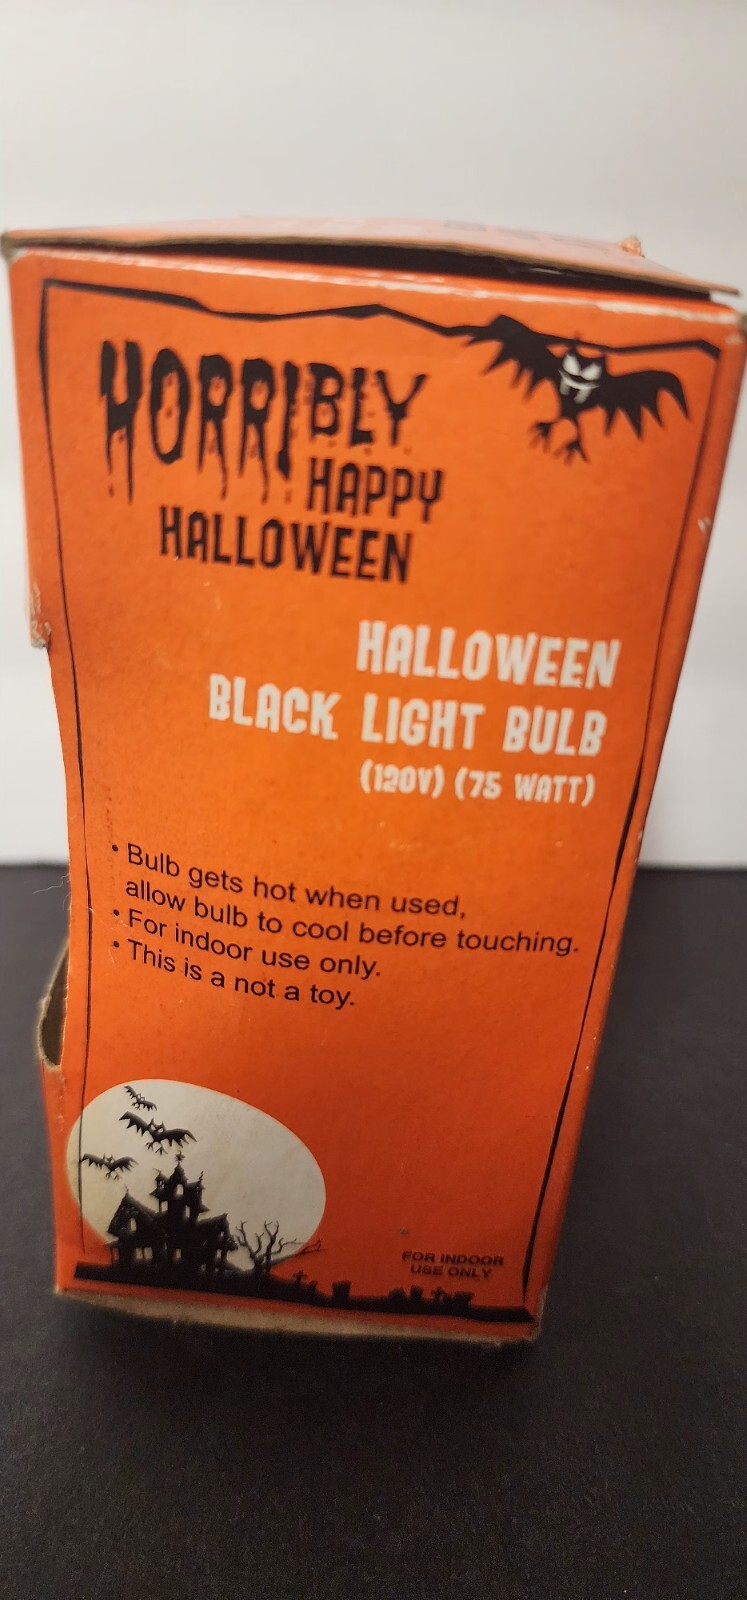 HORRIBLY
HAPPY
HALLOWEEN
HALLOWEEN
BLACK LIGHT BULB
(120V) (75 WATT)
• Bulb gets hot when used,
allow bulb to cool before touching.
• For indoor use only.
• This is a not a toy.
FOR INDOOR
USE ONLY